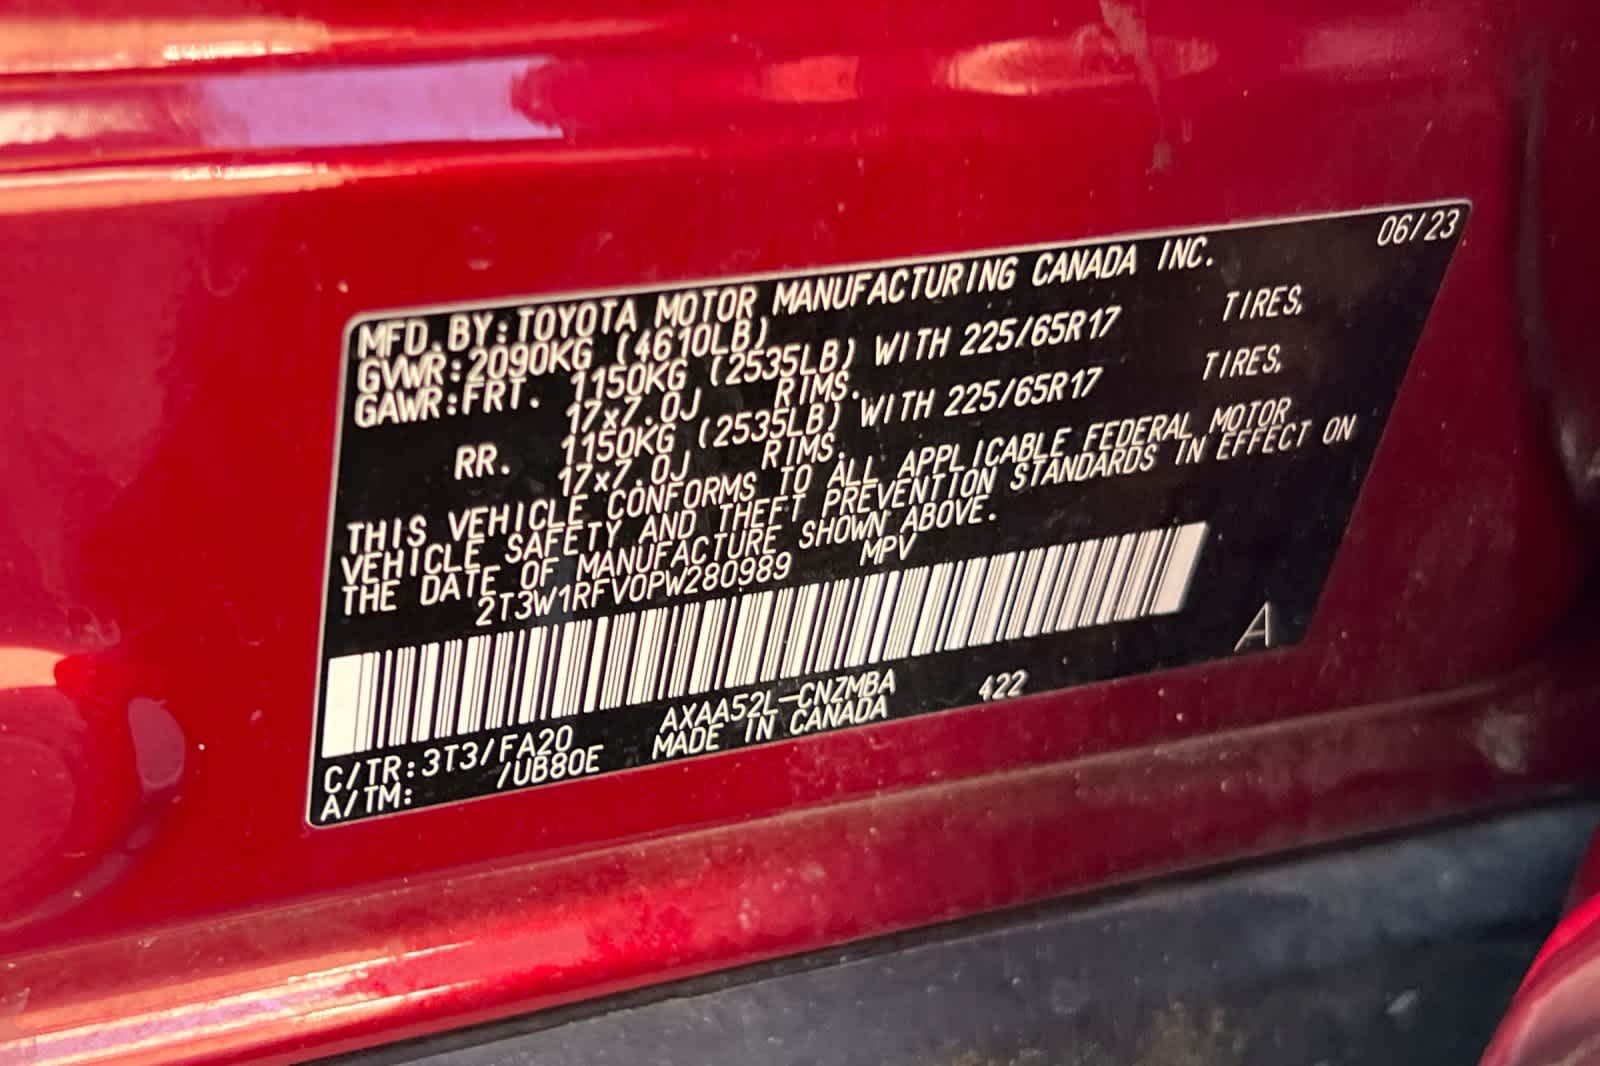 06/23
MFD.BY:TOYOTA MOTOR MANUFACTURING CANADA INC.
GVWR:2090KG (4610LB)
GAWR:FRT. 1150KG (2535LB) WITH 225/65R17 TIRES,
17x7.0J RIMS.
RR. 1150KG (2535LB) WITH 225/65R17 TIRES,
17x7.0J RIMS.
THIS VEHICLE CONFORMS TO ALL APPLICABLE FEDERAL MOTOR
VEHICLE SAFETY AND THEFT PREVENTION STANDARDS IN EFFECT ON
THE DATE OF MANUFACTURE SHOWN ABOVE.
2T3W1RFV0PW280989 MPV
A
C/TR:3T3/FA20 AXAA52L-CNZMBA 422
A/TM: /UB80E MADE IN CANADA